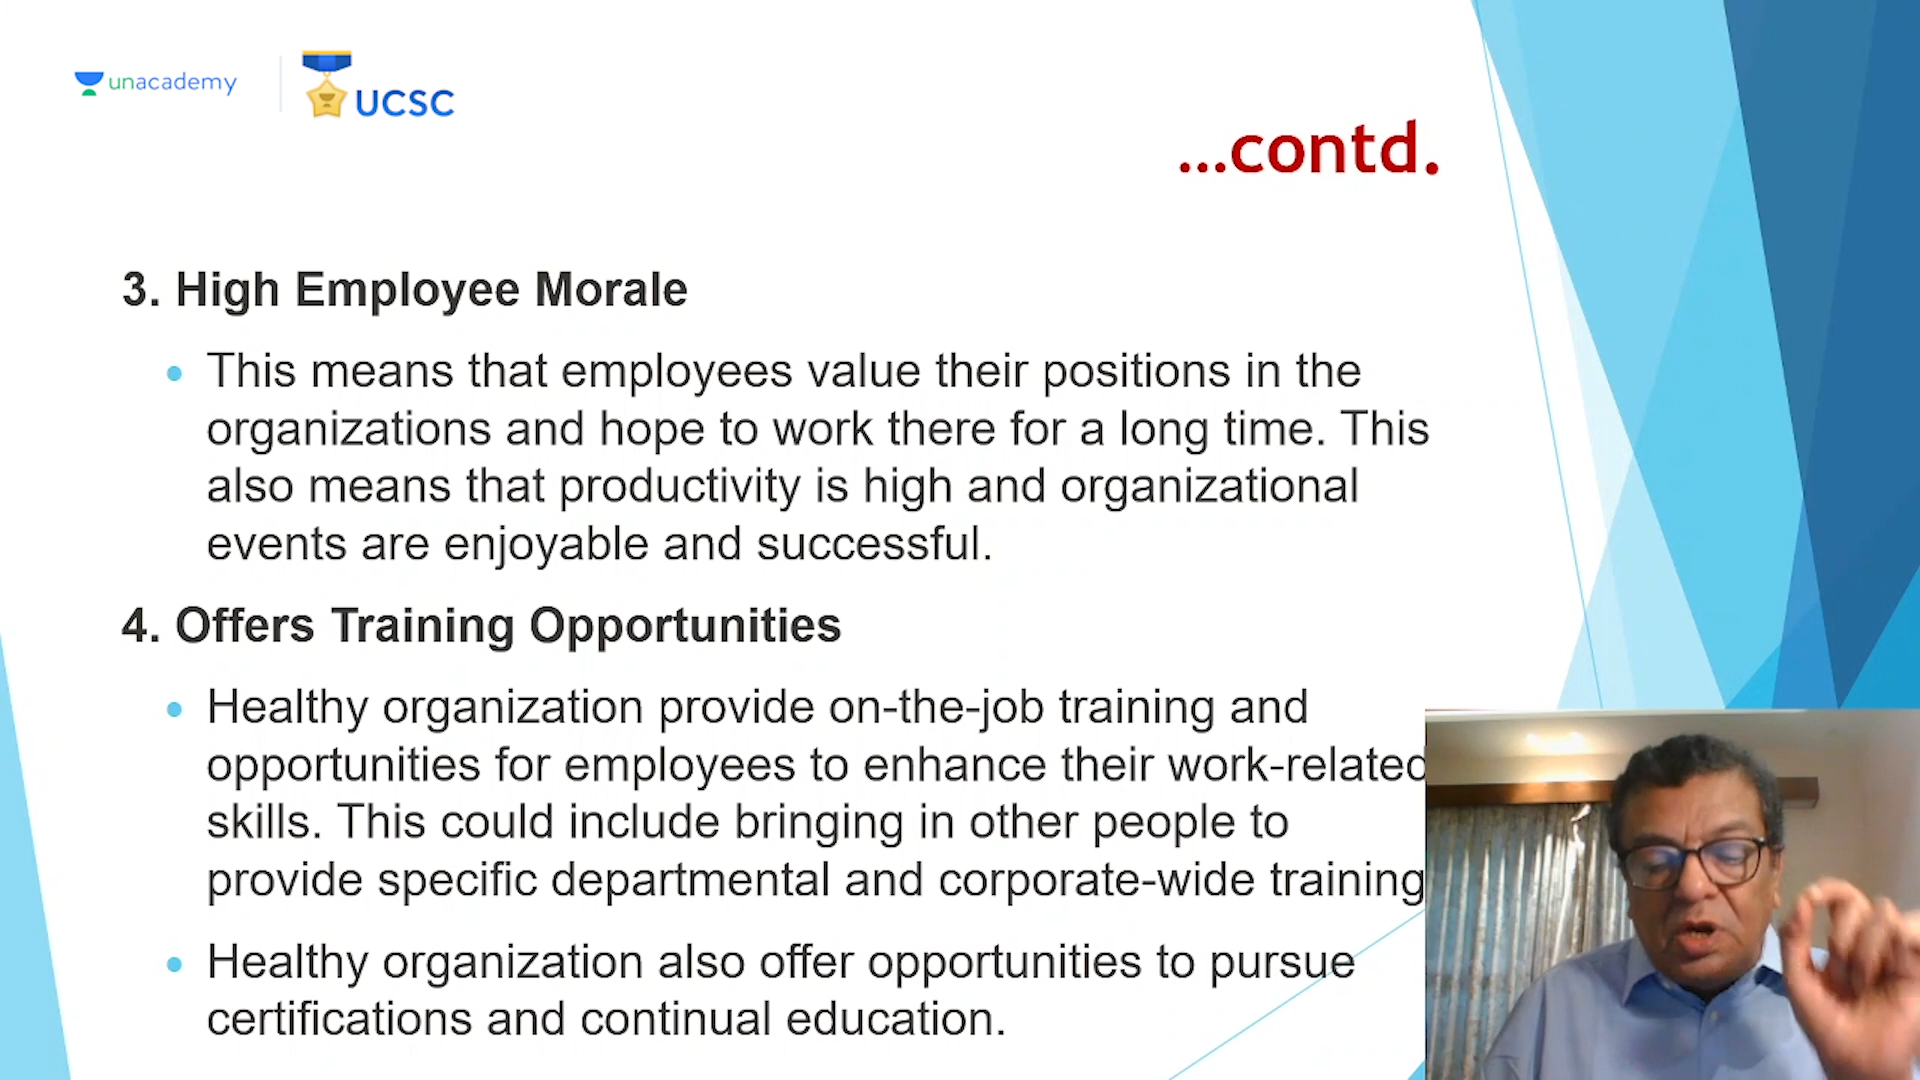 unacademy
UCSC
...contd.
3. High Employee Morale
• This means that employees value their positions in the
organizations and hope to work there for a long time. This
also means that productivity is high and organizational
events are enjoyable and successful.
4. Offers Training Opportunities
• Healthy organization provide on-the-job training and
opportunities for employees to enhance their work-related
skills. This could include bringing in other people to
provide specific departmental and corporate-wide training
• Healthy organization also offer opportunities to pursue
certifications and continual education.